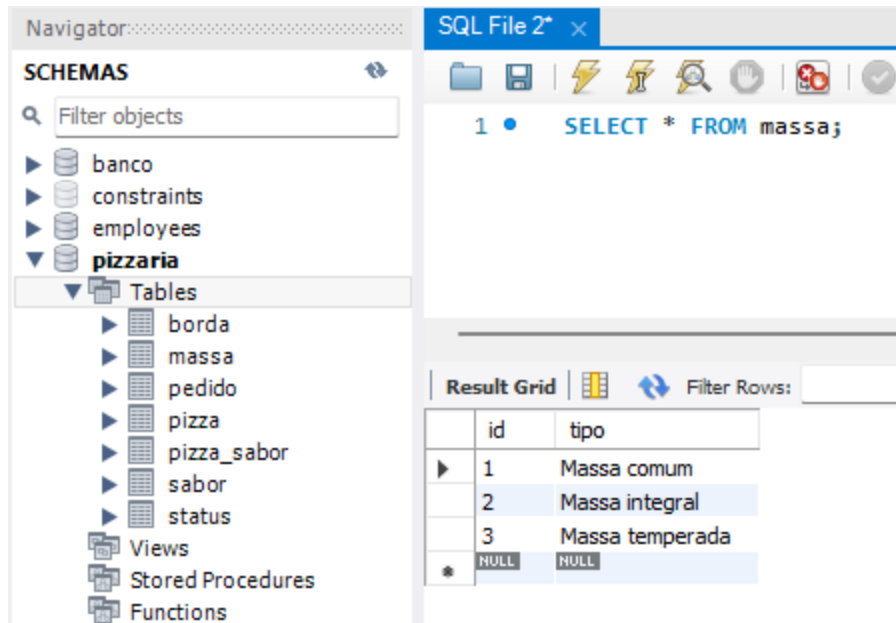 Navigator
SCHEMAS
Filter objects
banco
constraints
employees
pizzaria
Tables
borda
massa
pedido
pizza
pizza_sabor
sabor
status
Views
Stored Procedures
Functions
SQL File 2*
1 SELECT * FROM massa;
Result Grid Filter Rows:
id tipo
1 Massa comum
2 Massa integral
3 Massa temperada
NULL NULL